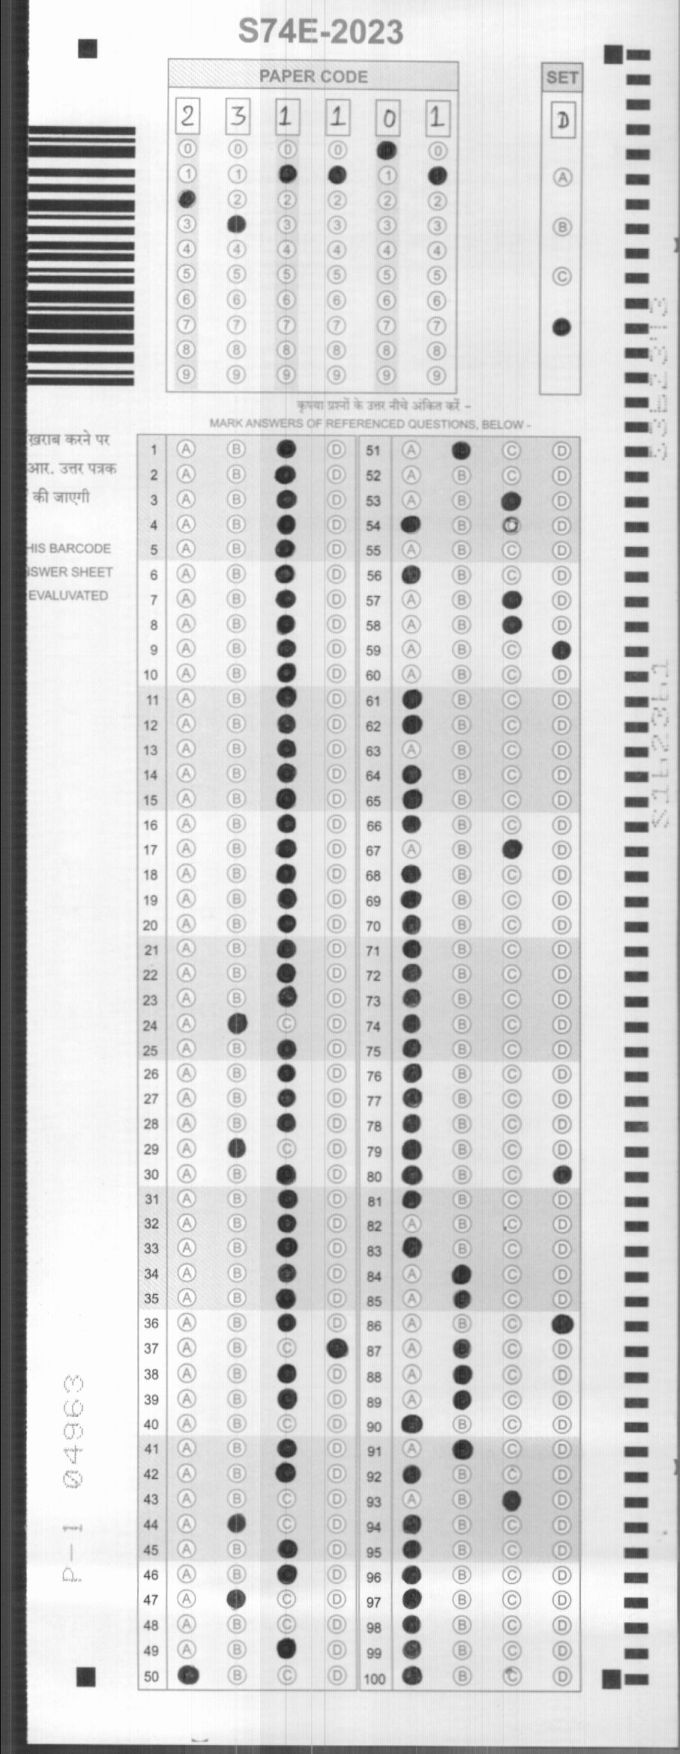 S74E-2023
PAPER CODE
SET
2 3 1 1 0 1
D
0 0 0 0 0
1 1 1
A
2 2 2 2 2
3 3 3 3 3
B
4 4 4 4 4 4
5 5 5 5 5 5
C
6 6 6 6 6 6
7 7 7 7 7 7
8 8 8 8 8 8
9 9 9 9 9 9
कृपया प्रश्नों के उत्तर नीचे अंकित करें -
MARK ANSWERS OF REFERENCED QUESTIONS, BELOW -
ख़राब करने पर
आर. उत्तर पत्रक
की जाएगी
HIS BARCODE
SWER SHEET
EVALUVATED
1 A B D 51 A C D
2 A B D 52 A B C D
3 A B D 53 A B D
4 A B D 54 B C D
5 A B D 55 A B C D
6 A B D 56 B C D
7 A B D 57 A B D
8 A B D 58 A B D
9 A B D 59 A B C
10 A B D 60 A B C D
11 A B D 61 B C D
12 A B D 62 B C D
13 A B D 63 A B C D
14 A B D 64 B C D
15 A B D 65 B C D
16 A B D 66 B C D
17 A B D 67 A B D
18 A B D 68 B C D
19 A B D 69 B C D
20 A B D 70 B C D
21 A B D 71 B C D
22 A B D 72 B C D
23 A B D 73 B C D
24 A C D 74 B C D
25 A B D 75 B C D
26 A B D 76 B C D
27 A B D 77 B C D
28 A B D 78 B C D
29 A C D 79 B C D
30 A B D 80 B C
31 A B D 81 B C D
32 A B D 82 A B C D
33 A B D 83 B C D
34 A B D 84 A C D
35 A B D 85 A C D
36 A B D 86 A B C
37 A B C 87 A C D
38 A B D 88 A C D
39 A B D 89 A C D
40 A B C D 90 B C D
41 A B D 91 A C D
42 A B D 92 B C D
43 A B C D 93 A B D
44 A C D 94 B C D
45 A B D 95 B C D
46 A B D 96 B C D
47 A C D 97 B C D
48 A B C D 98 B C D
49 A B D 99 B C D
50 B C D 100 B C D
P-1 04963